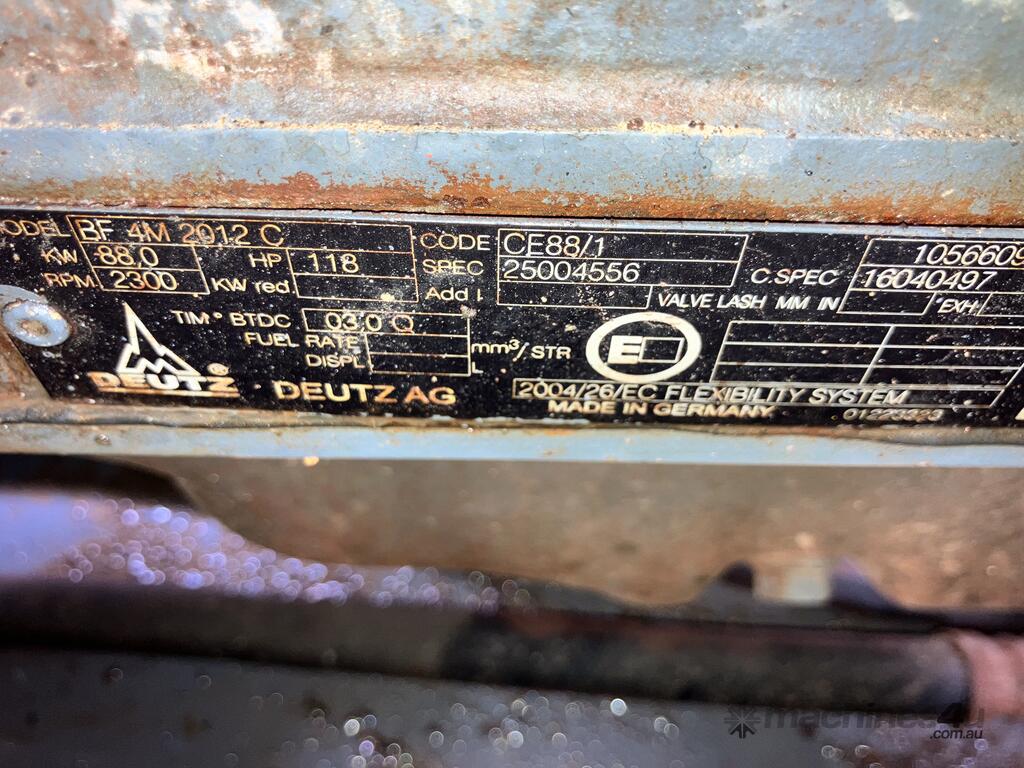 MODEL BF 4M 2012 C CODE CE88/1 1056609
KW 88,0 HP 118 SPEC 25004556 C.SPEC 16040497
RPM 2300 KW red. Add I. VALVE LASH MM IN EXH
TIM° BTDC 03,0 Q
FUEL RATE mm³/STR E
DISPL L
DEUTZ ® DEUTZ AG 2004/26/EC FLEXIBILITY SYSTEM
MADE IN GERMANY
machines4u
.com.au